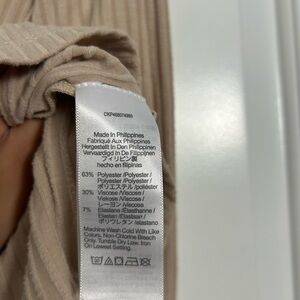 Made In Philippines
Fabriqué Aux Philippines
Hergestellt In Den Philippinen
Vervaardigd In De Filippijnen
フィリピン製
hecho en filipinas
63% Polyester /Polyester /
Polyester /Polyester /
ポリエステル /poliéster
30% Viscose /Viscose /
Viskose /Viscose /
レーヨン /Viscosa
7% Elastane /Elasthanne /
Elastan /Elastaan /
ポリウレタン /elastano
Machine Wash Cold With Like
Colors. Non-Chlorine Bleach
Only. Tumble Dry Low. Iron
On Lowest Setting.